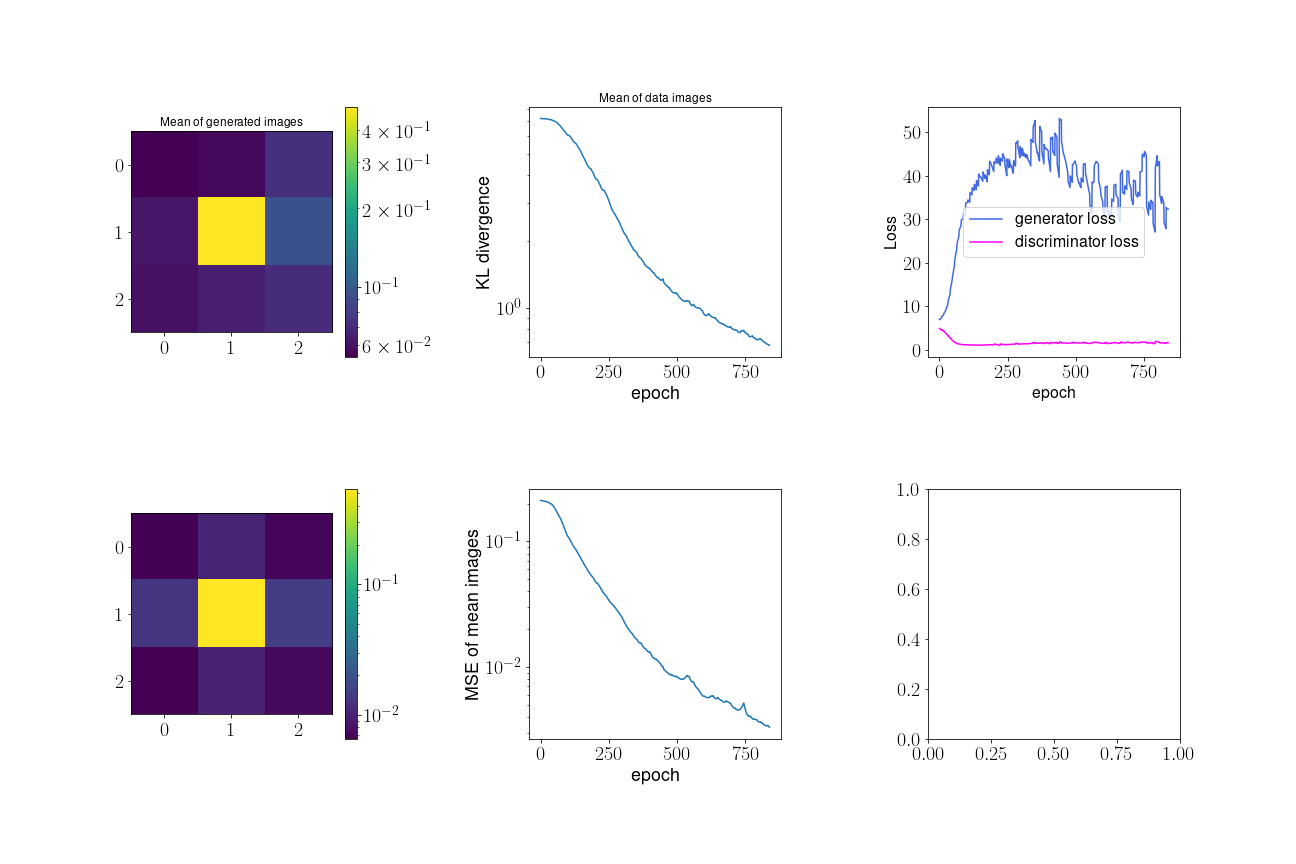 Mean of generated images
0
1
2
0 1 2
4 × 10⁻¹
3 × 10⁻¹
2 × 10⁻¹
10⁻¹
6 × 10⁻²
Mean of data images
KL divergence
10⁰
0 250 500 750
epoch
Loss
50
40
30
20
10
0
generator loss
discriminator loss
0 250 500 750
epoch
0
1
2
0 1 2
10⁻¹
10⁻²
MSE of mean images
10⁻¹
10⁻²
0 250 500 750
epoch
1.0
0.8
0.6
0.4
0.2
0.0
0.00 0.25 0.50 0.75 1.00